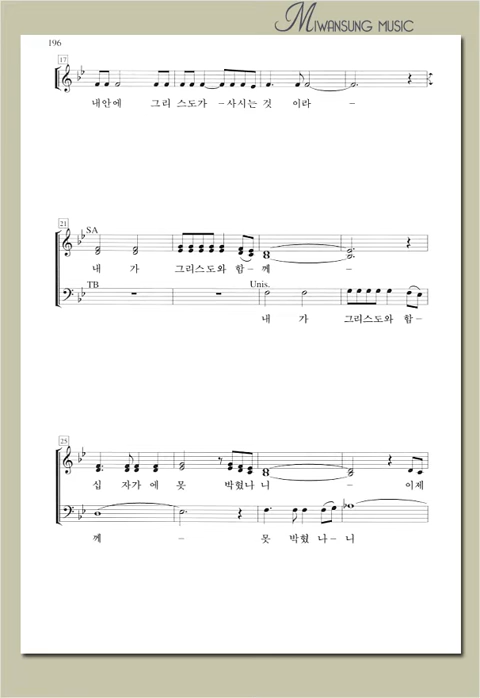 MIWANSUNG MUSIC
196
17
내안에 그리 스도가 -사시는 것 이라 -
21
SA
내 가 그리스도와 함- 께 -
TB Unis.
내 가 그리스도와 함-
25
십 자가 에 못 박혔나 니 - 이제
께 - 못 박혔 나- 니